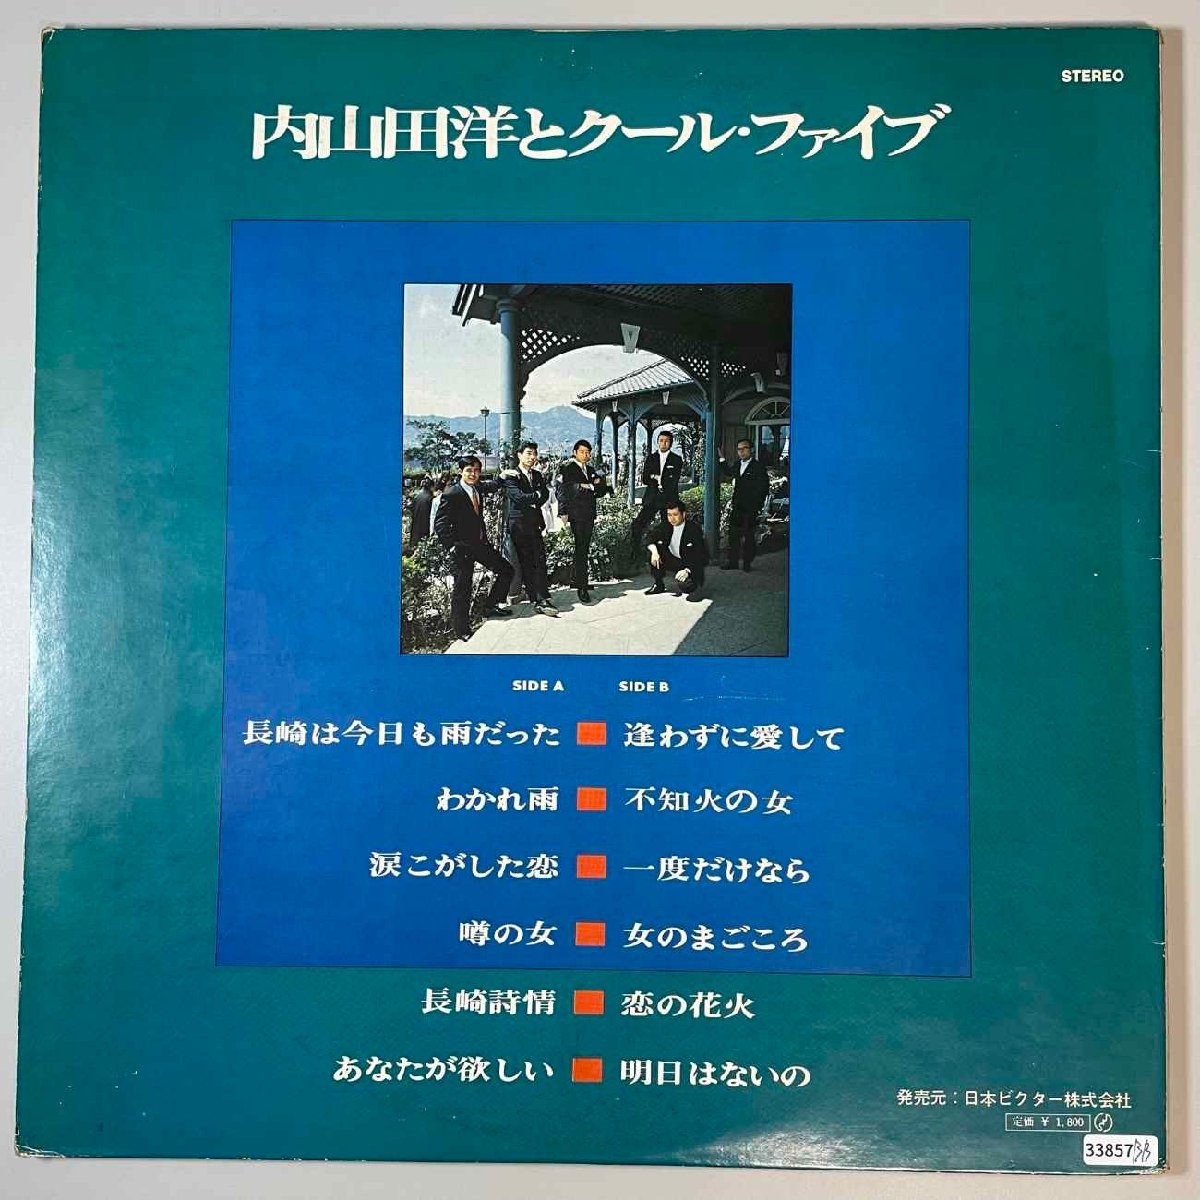 STEREO
内山田洋とクール・ファイブ
SIDE A SIDE B
長崎は今日も雨だった 逢わずに愛して
わかれ雨 不知火の女
涙こがした恋 一度だけなら
噂の女 女のまごころ
長崎詩情 恋の花火
あなたが欲しい 明日はないの
発売元：日本ビクター株式会社
定価 ¥ 1,800
33857BB